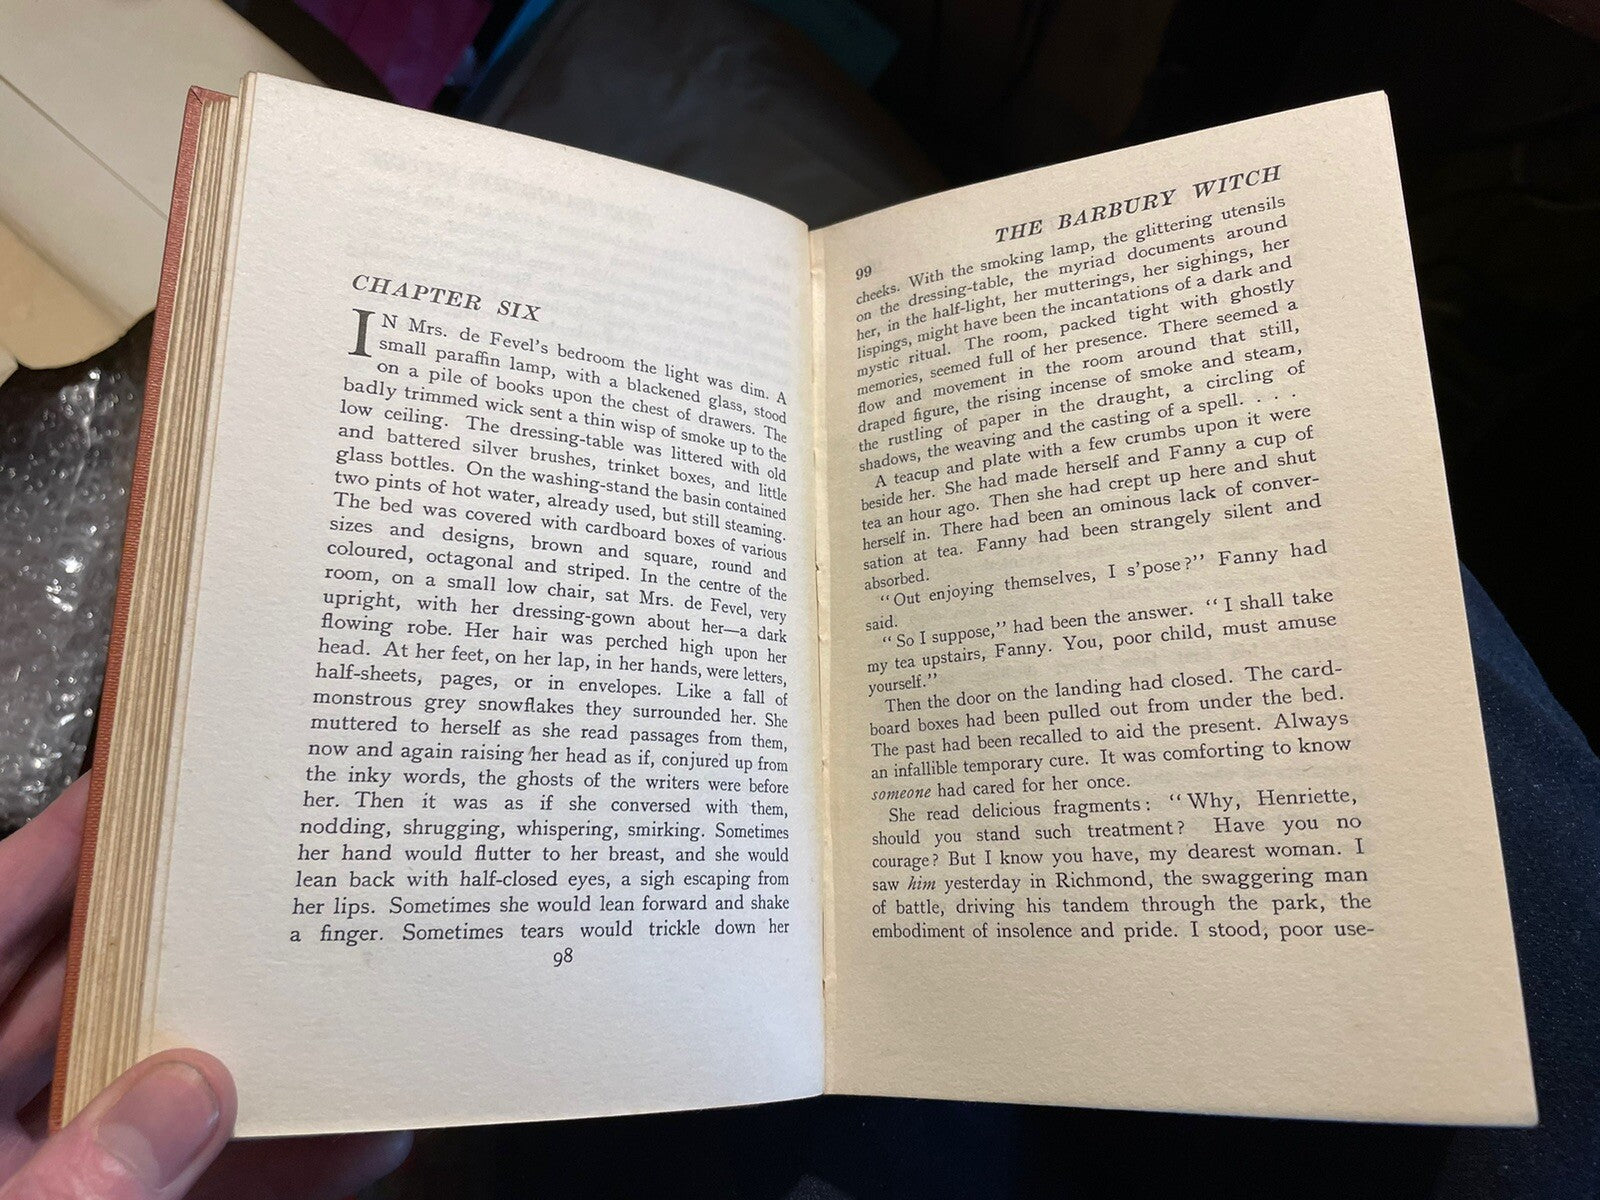 CHAPTER SIX
IN Mrs. de Fevel's bedroom the light was dim. A
small paraffin lamp, with a blackened glass, stood
on a pile of books upon the chest of drawers. The
badly trimmed wick sent a thin wisp of smoke up to the
low ceiling. The dressing-table was littered with old
and battered silver brushes, trinket boxes, and little
glass bottles. On the washing-stand the basin contained
two pints of hot water, already used, but still steaming.
The bed was covered with cardboard boxes of various
sizes and designs, brown and square, round and
coloured, octagonal and striped. In the centre of the
room, on a small low chair, sat Mrs. de Fevel, very
upright, with her dressing-gown about her—a dark
flowing robe. Her hair was perched high upon her
head. At her feet, on her lap, in her hands, were letters,
half-sheets, pages, or in envelopes. Like a fall of
monstrous grey snowflakes they surrounded her. She
muttered to herself as she read passages from them,
now and again raising her head as if, conjured up from
the inky words, the ghosts of the writers were before
her. Then it was as if she conversed with them,
nodding, shrugging, whispering, smirking. Sometimes
her hand would flutter to her breast, and she would
lean back with half-closed eyes, a sigh escaping from
her lips. Sometimes she would lean forward and shake
a finger. Sometimes tears would trickle down her
98
THE BARBURY WITCH
99
cheeks. With the smoking lamp, the glittering utensils
on the dressing-table, the myriad documents around
her, in the half-light, her mutterings, her sighings, her
lispings, might have been the incantations of a dark and
mystic ritual. The room, packed tight with ghostly
memories, seemed full of her presence. There seemed a
flow and movement in the room around that still,
draped figure, the rising incense of smoke and steam,
the rustling of paper in the draught, a circling of
shadows, the weaving and the casting of a spell. . . .
A teacup and plate with a few crumbs upon it were
beside her. She had made herself and Fanny a cup of
tea an hour ago. Then she had crept up here and shut
herself in. There had been an ominous lack of conver-
sation at tea. Fanny had been strangely silent and
absorbed.
"Out enjoying themselves, I s'pose?" Fanny had
said.
"So I suppose," had been the answer. "I shall take
my tea upstairs, Fanny. You, poor child, must amuse
yourself."
Then the door on the landing had closed. The card-
board boxes had been pulled out from under the bed.
The past had been recalled to aid the present. Always
an infallible temporary cure. It was comforting to know
someone had cared for her once.
She read delicious fragments: "Why, Henriette,
should you stand such treatment? Have you no
courage? But I know you have, my dearest woman. I
saw him yesterday in Richmond, the swaggering man
of battle, driving his tandem through the park, the
embodiment of insolence and pride. I stood, poor use-